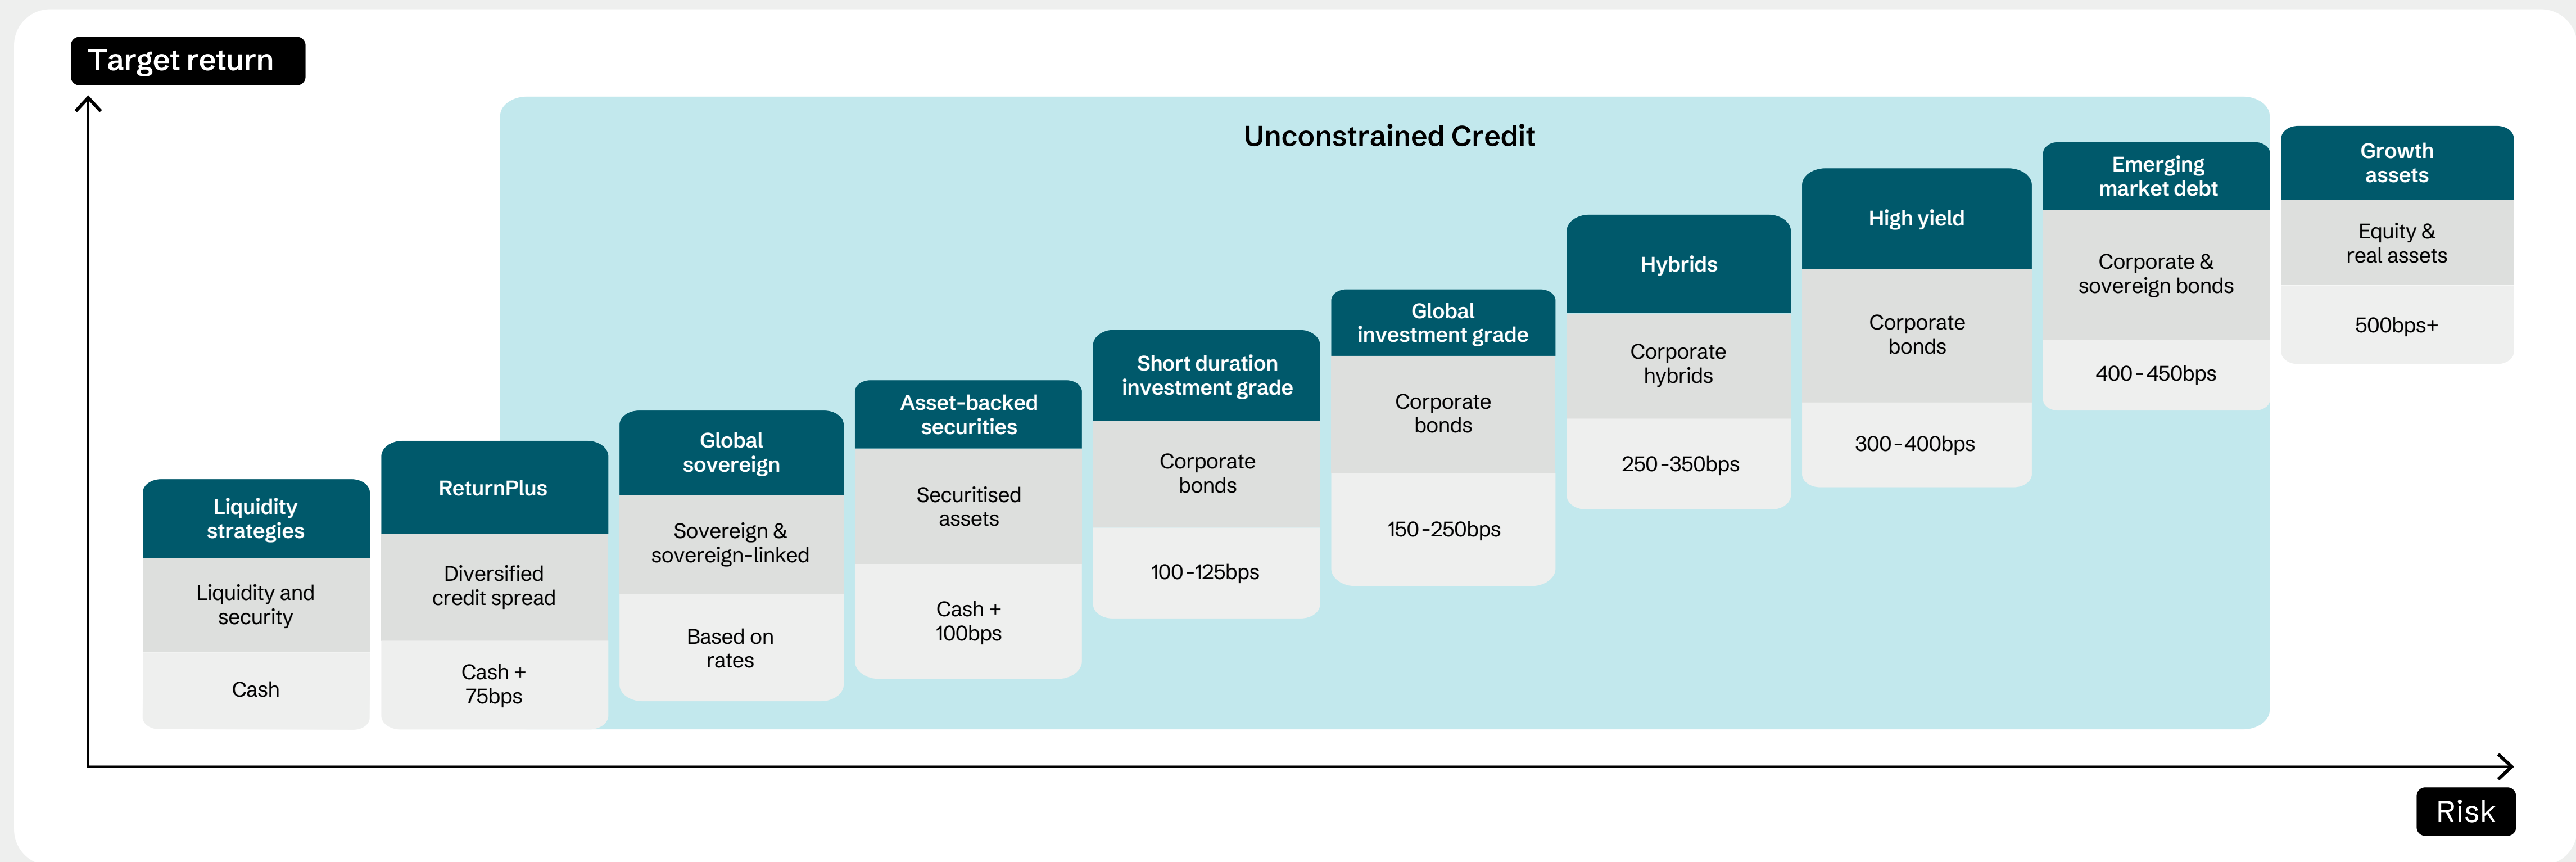 Target return
Unconstrained Credit
Liquidity
strategies
Liquidity and
security
Cash
ReturnPlus
Diversified
credit spread
Cash +
75bps
Global
sovereign
Sovereign &
sovereign-linked
Based on
rates
Asset-backed
securities
Securitised
assets
Cash +
100bps
Short duration
investment grade
Corporate
bonds
100-125bps
Global
investment grade
Corporate
bonds
150-250bps
Hybrids
Corporate
hybrids
250-350bps
High yield
Corporate
bonds
300-400bps
Emerging
market debt
Corporate &
sovereign bonds
400-450bps
Growth
assets
Equity &
real assets
500bps+
Risk